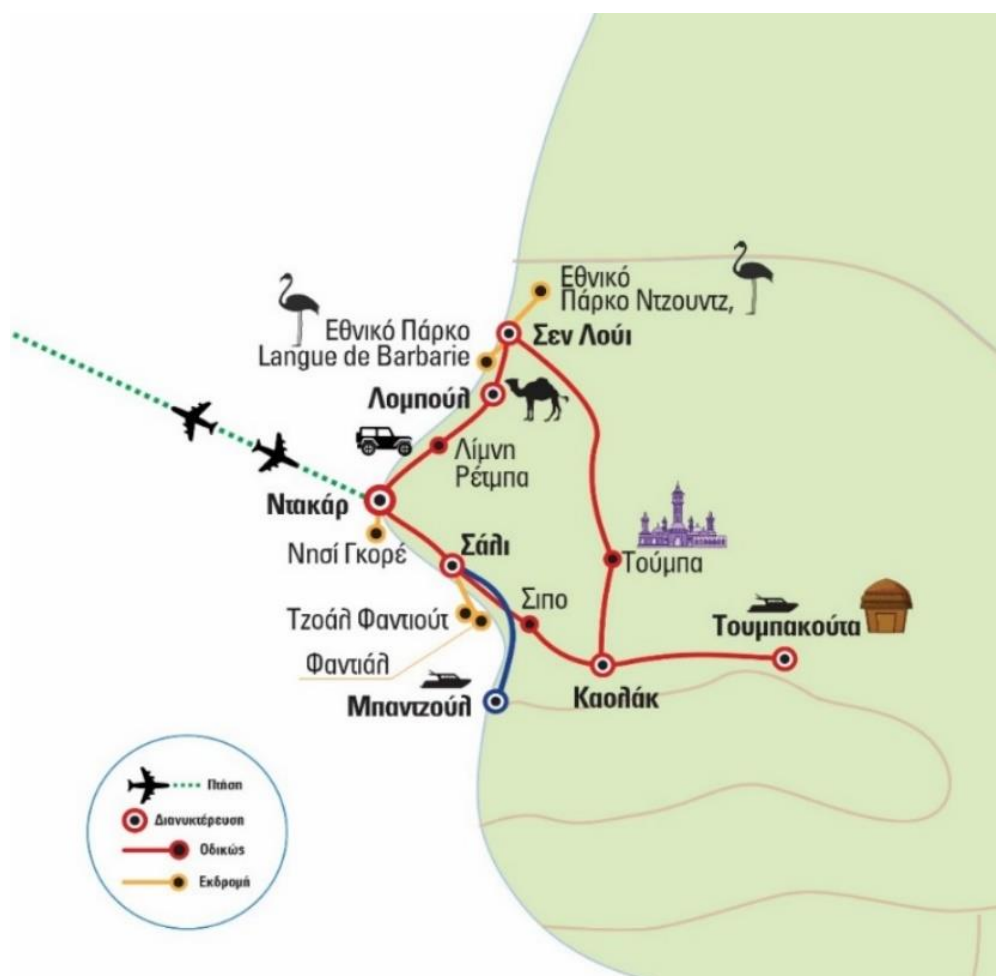 Εθνικό
Πάρκο Ντζουντζ,
Εθνικό Πάρκο
Langue de Barbarie
Σεν Λούι
Λομπούλ
Λίμνη
Ρέτμπα
Ντακάρ
Νησί Γκορέ
Σάλι
Τούμπα
Σιπο
Τζοάλ Φαντιούτ
Τουμπακούτα
Φαντιάλ
Καολάκ
Μπαντζούλ
Πτήση
Διανυκτέρευση
Οδικώς
Εκδρομή